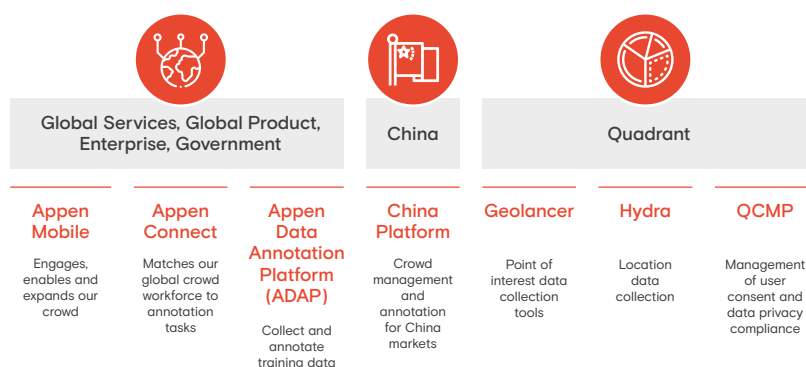 Global Services, Global Product,
Enterprise, Government
China
Quadrant
Appen
Mobile
Engages,
enables and
expands our
crowd
Appen
Connect
Matches our
global crowd
workforce to
annotation
tasks
Appen
Data
Annotation
Platform
(ADAP)
Collect and
annotate
training data
China
Platform
Crowd
management
and
annotation
for China
markets
Geolancer
Point of
interest data
collection
tools
Hydra
Location
data
collection
QCMP
Management
of user
consent and
data privacy
compliance